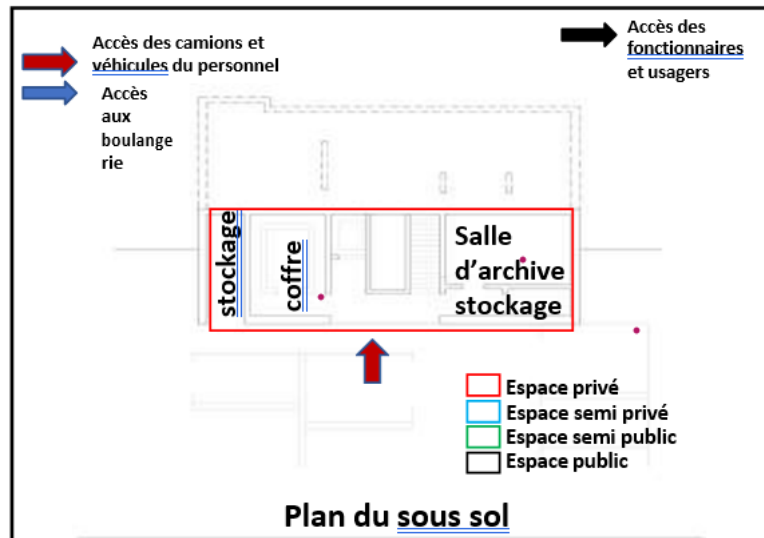 Accès des camions et
véhicules du personnel
Accès
aux
boulange
rie
Accès des
fonctionnaires
et usagers
stockage
coffre
Salle
d'archive
stockage
Espace privé
Espace semi privé
Espace semi public
Espace public
Plan du sous sol